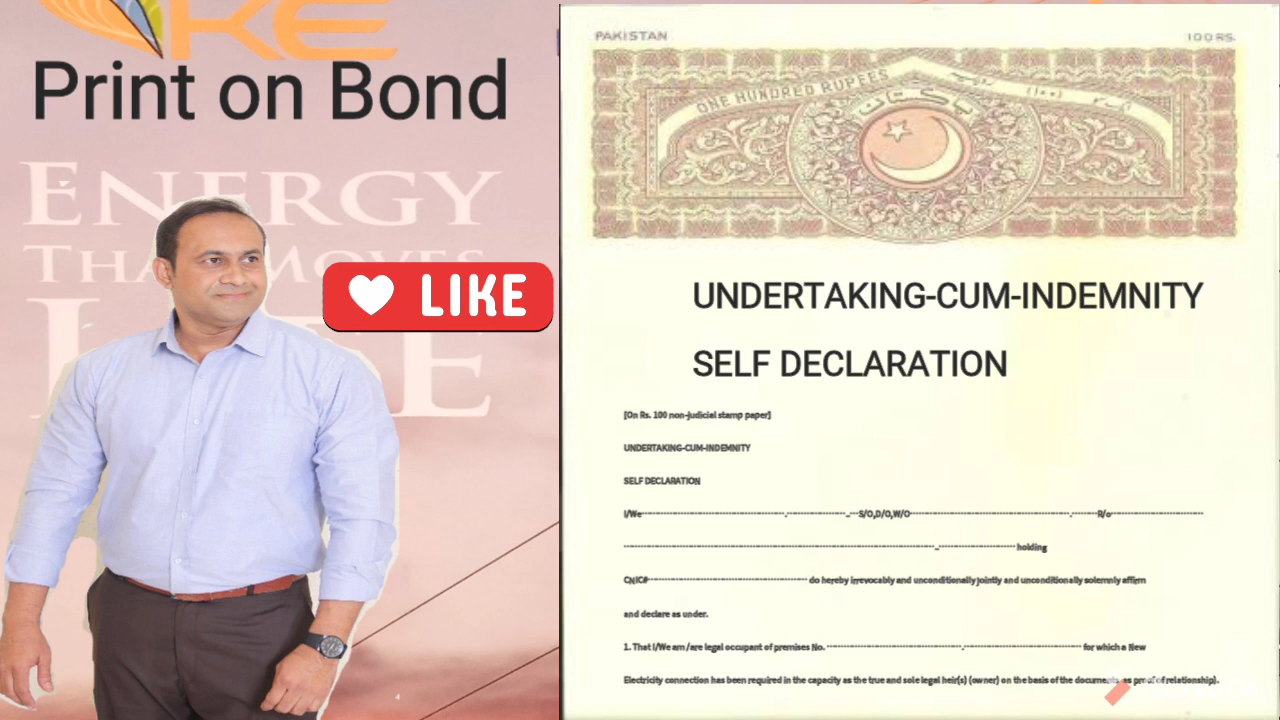 KE
Print on Bond
ENERGY
THAT MOVES
LIFE
LIKE
PAKISTAN
100RS.
ONE HUNDRED RUPEES
پاکستان
(۱۰۰)
UNDERTAKING-CUM-INDEMNITY
SELF DECLARATION
[On Rs. 100 non-judicial stamp paper]
UNDERTAKING-CUM-INDEMNITY
SELF DECLARATION
I/We--------------------S/O,D/O,W/O--------------------R/o--------------------
-------------------- holding
CNIC#-------------------- do hereby irrevocably and unconditionally jointly and unconditionally solemnly affirm
and declare as under.
1. That I/We am /are legal occupant of premises No. -------------------- for which a New
Electricity connection has been required in the capacity as the true and sole legal heir(s) (owner) on the basis of the documents as proof of relationship).